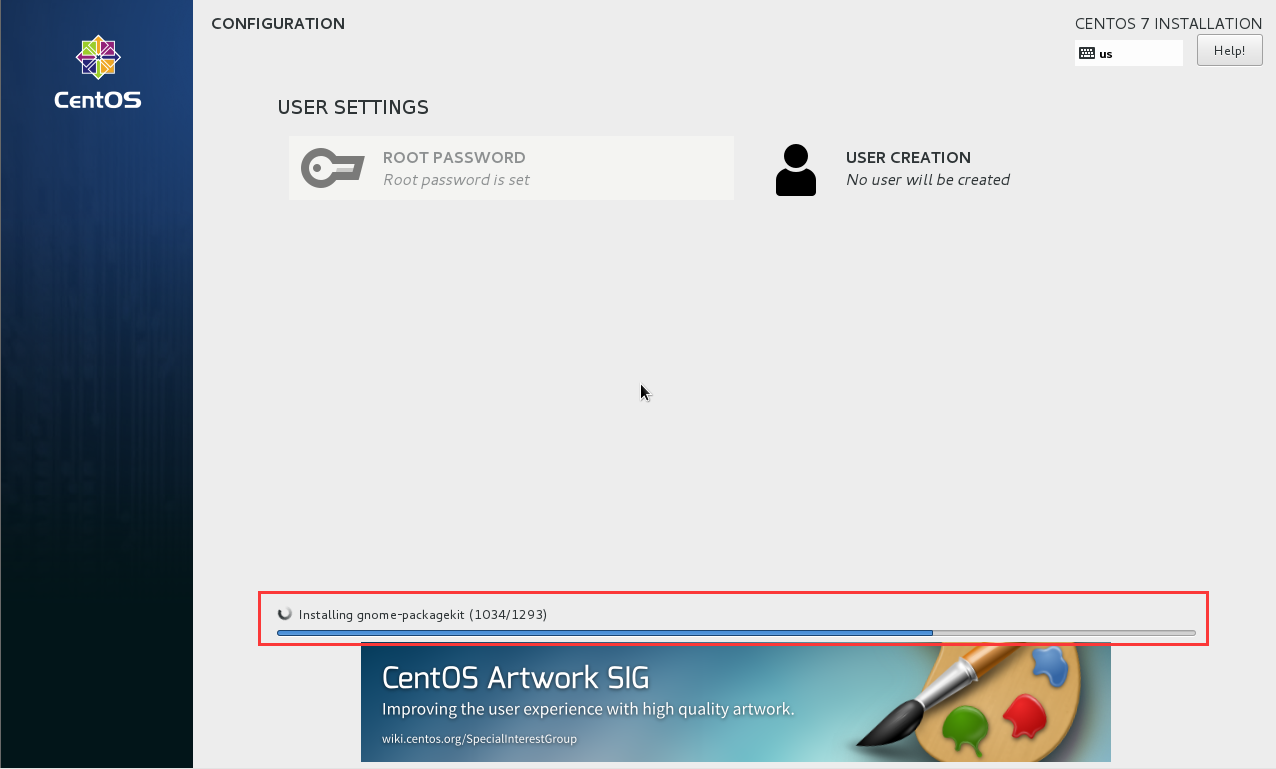 CentOS
CONFIGURATION
CENTOS 7 INSTALLATION
us
Help!
USER SETTINGS
ROOT PASSWORD
Root password is set
USER CREATION
No user will be created
Installing gnome-packagekit (1034/1293)
CentOS Artwork SIG
Improving the user experience with high quality artwork.
wiki.centos.org/SpecialInterestGroup